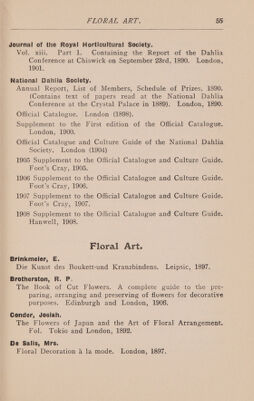 FLORAL ART. 55
Journal of the Royal Horticultural Society.
Vol. xiii. Part 1. Containing the Report of the Dahlia
Conference at Chiswick on September 23rd, 1890. London,
1901.
National Dahlia Society.
Annual Report, List of Members, Schedule of Prizes. 1890.
(Contains text of papers read at the National Dahlia
Conference at the Crystal Palace in 1889). London, 1890.
Official Catalogue. London (1898).
Supplement to the First edition of the Official Catalogue.
London, 1900.
Official Catalogue and Culture Guide of the National Dahlia
Society. London (1904)
1905 Supplement to the Official Catalogue and Culture Guide.
Foot's Cray, 1905.
1906 Supplement to the Official Catalogue and Culture Guide.
Foot's Cray, 1906.
1907 Supplement to the Official Catalogue and Culture Guide.
Foot's Cray, 1907.
1908 Supplement to the Official Catalogue and Culture Guide.
Hanwell, 1908.
Floral Art.
Brinkmeier, E.
Die Kunst des Boukett-und Kranzbindens. Leipsic, 1897.
Brotherston, R. P.
The Book of Cut Flowers. A complete guide to the pre-
paring, arranging and preserving of flowers for decorative
purposes. Edinburgh and London, 1906.
Conder, Josiah.
The Flowers of Japan and the Art of Floral Arrangement.
Fol. Tokio and London, 1892.
De Salis, Mrs.
Floral Decoration à la mode. London, 1897.